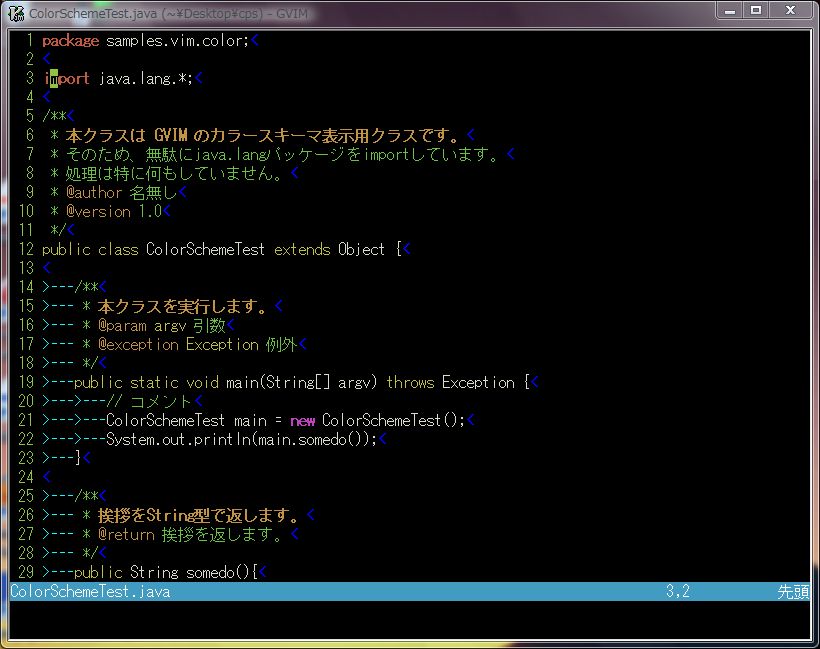 ColorSchemeTest.java (~¥Desktop¥cps) - GVIM
1 package samples.vim.color;<
2 <
3 import java.lang.*;<
4 <
5 /**<
6  * 本クラスは GVIM のカラースキーマ表示用クラスです。<
7  * そのため、無駄にjava.langパッケージをimportしています。<
8  * 処理は特に何もしていません。<
9  * @author 名無し<
10  * @version 1.0<
11  */<
12 public class ColorSchemeTest extends Object {<
13 <
14 >---/**<
15 >--- * 本クラスを実行します。<
16 >--- * @param argv 引数<
17 >--- * @exception Exception 例外<
18 >--- */<
19 >---public static void main(String[] argv) throws Exception {<
20 >--->---// コメント<
21 >--->---ColorSchemeTest main = new ColorSchemeTest();<
22 >--->---System.out.println(main.somedo());<
23 >---}<
24 <
25 >---/**<
26 >--- * 挨拶をString型で返します。<
27 >--- * @return 挨拶を返します。<
28 >--- */<
29 >---public String somedo(){<
ColorSchemeTest.java 3,2 先頭